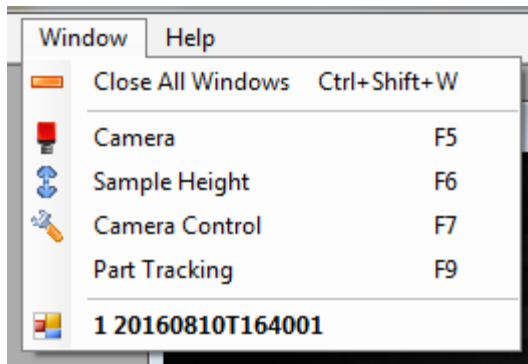 Window Help
Close All Windows Ctrl+Shift+W
Camera F5
Sample Height F6
Camera Control F7
Part Tracking F9
1 20160810T164001